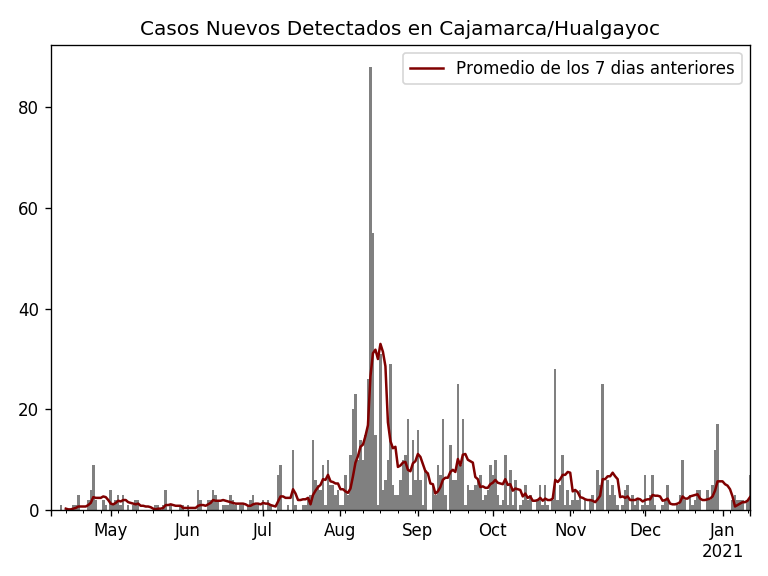 Casos Nuevos Detectados en Cajamarca/Hualgayoc
Promedio de los 7 dias anteriores
80
60
40
20
0
May Jun Jul Aug Sep Oct Nov Dec Jan
2021